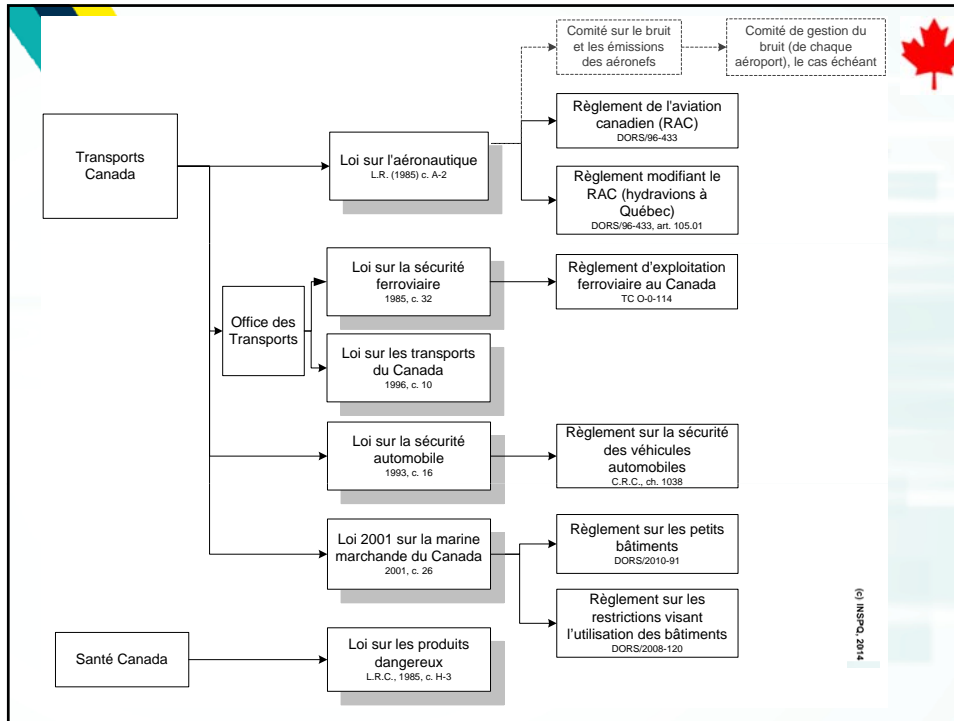 Comité sur le bruit
et les émissions
des aéronefs
Comité de gestion du
bruit (de chaque
aéroport), le cas échéant
Transports
Canada
Loi sur l'aéronautique
L.R. (1985) c. A-2
Règlement de l'aviation
canadien (RAC)
DORS/96-433
Règlement modifiant le
RAC (hydravions à
Québec)
DORS/96-433, art. 105.01
Office des
Transports
Loi sur la sécurité
ferroviaire
1985, c. 32
Règlement d'exploitation
ferroviaire au Canada
TC O-0-114
Loi sur les transports
du Canada
1996, c. 10
Loi sur la sécurité
automobile
1993, c. 16
Règlement sur la sécurité
des véhicules
automobiles
C.R.C., ch. 1038
Loi 2001 sur la marine
marchande du Canada
2001, c. 26
Règlement sur les petits
bâtiments
DORS/2010-91
Règlement sur les
restrictions visant
l'utilisation des bâtiments
DORS/2008-120
Santé Canada
Loi sur les produits
dangereux
L.R.C., 1985, c. H-3
(c) INSPQ, 2014